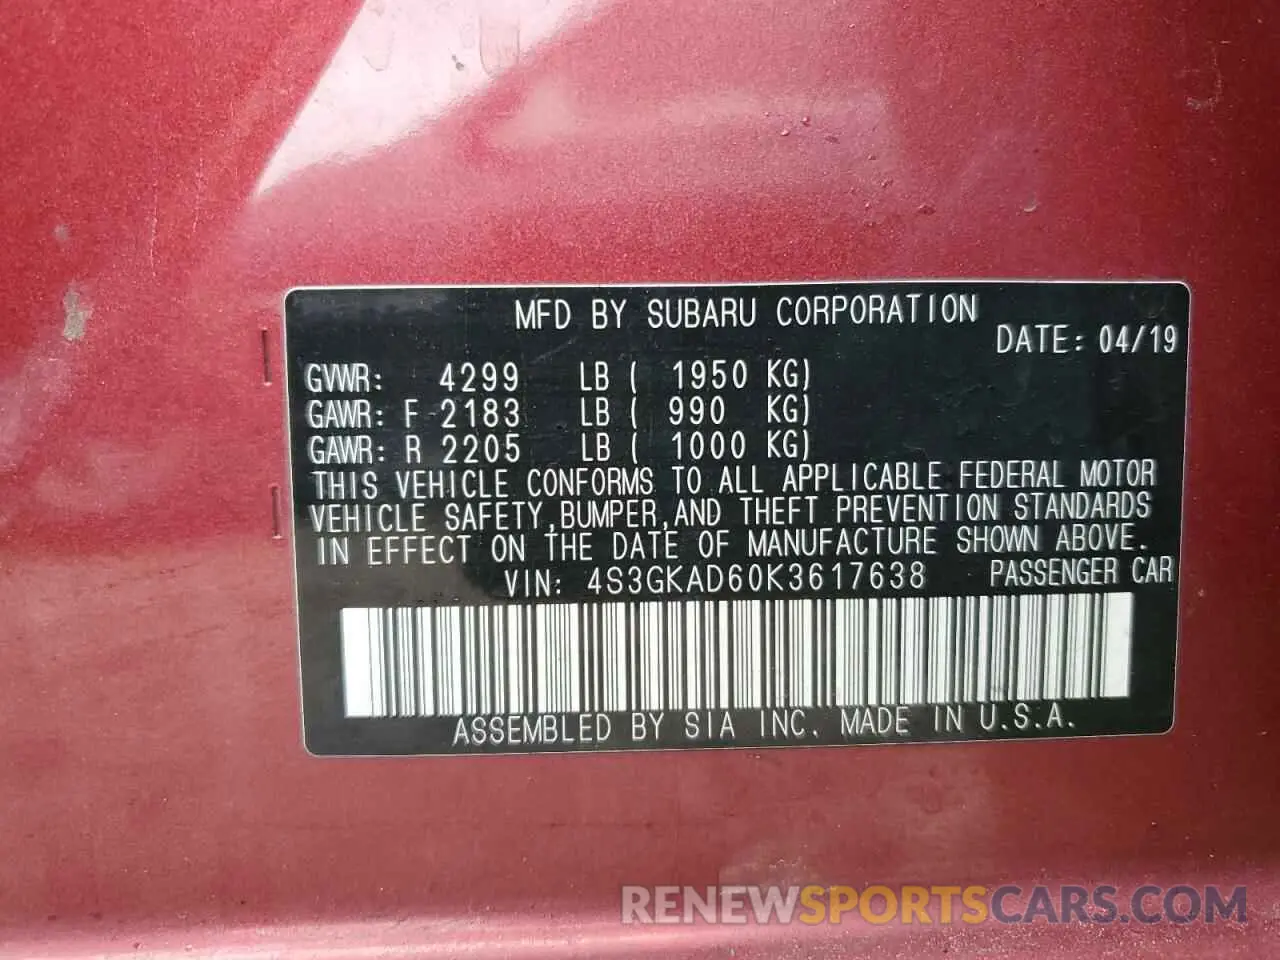 MFD BY SUBARU CORPORATION
DATE: 04/19
GVWR: 4299 LB ( 1950 KG)
GAWR: F 2183 LB ( 990 KG)
GAWR: R 2205 LB ( 1000 KG)
THIS VEHICLE CONFORMS TO ALL APPLICABLE FEDERAL MOTOR
VEHICLE SAFETY,BUMPER,AND THEFT PREVENTION STANDARDS
IN EFFECT ON THE DATE OF MANUFACTURE SHOWN ABOVE.
VIN: 4S3GKAD60K3617638 PASSENGER CAR
ASSEMBLED BY SIA INC. MADE IN U.S.A.
RENEWSPORTSCARS.COM